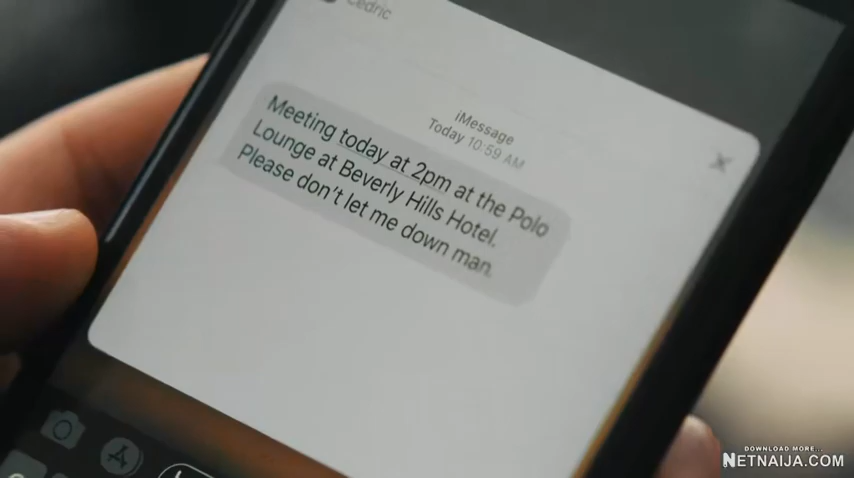 Cedric
iMessage
Today 10:59 AM
Meeting today at 2pm at the Polo
Lounge at Beverly Hills Hotel.
Please don't let me down man.
DOWNLOAD MORE...
NETNAIJA.COM